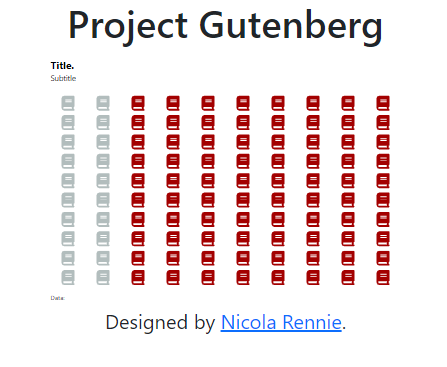 Project Gutenberg
Title.
Subtitle
Data:
Designed by Nicola Rennie.